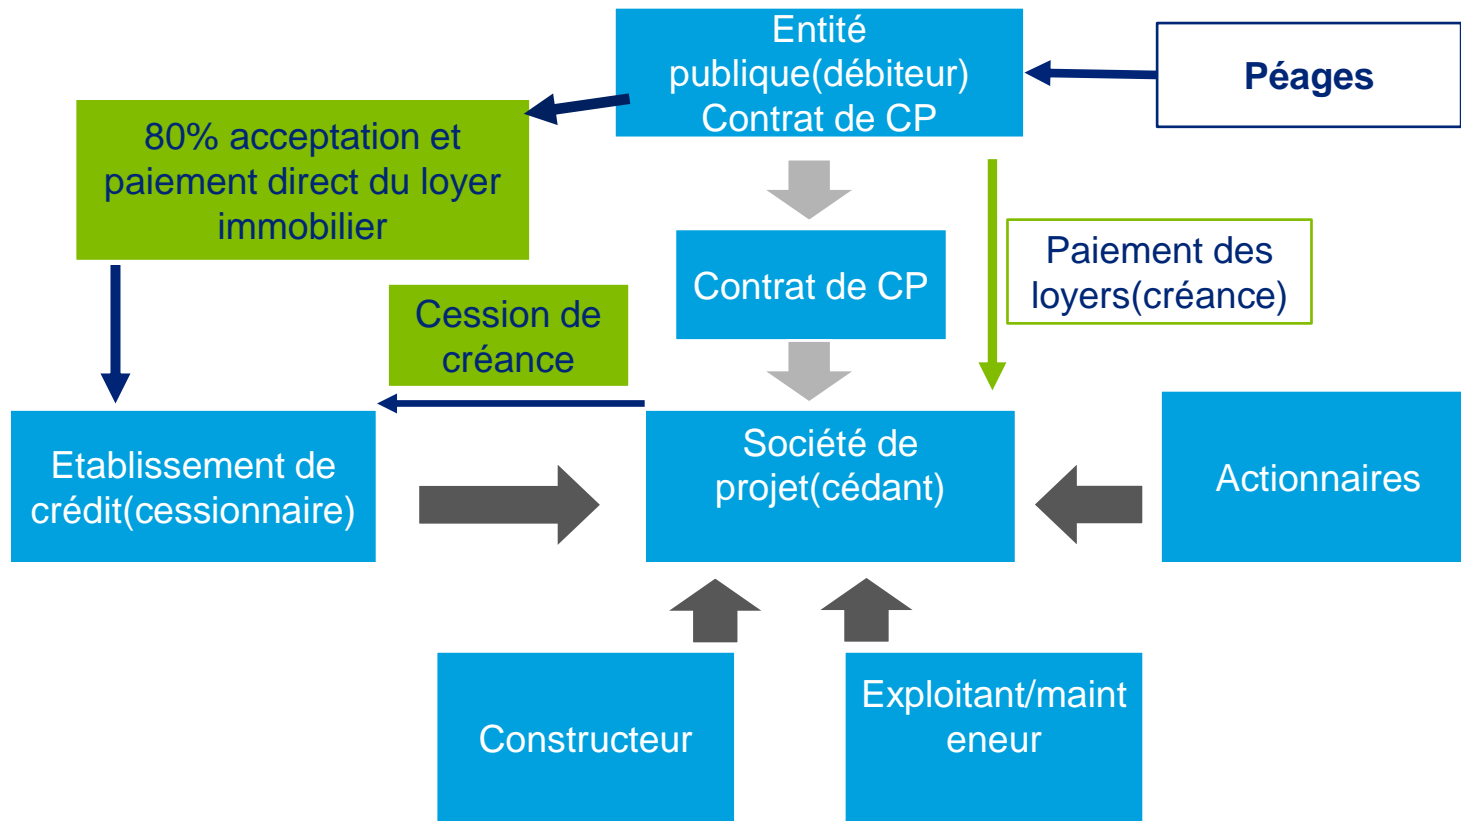 Entité
publique(débiteur)
Contrat de CP
Péages
80% acceptation et
paiement direct du loyer
immobilier
Contrat de CP
Paiement des
loyers(créance)
Cession de
créance
Etablissement de
crédit(cessionnaire)
Société de
projet(cédant)
Actionnaires
Constructeur
Exploitant/maint
eneur